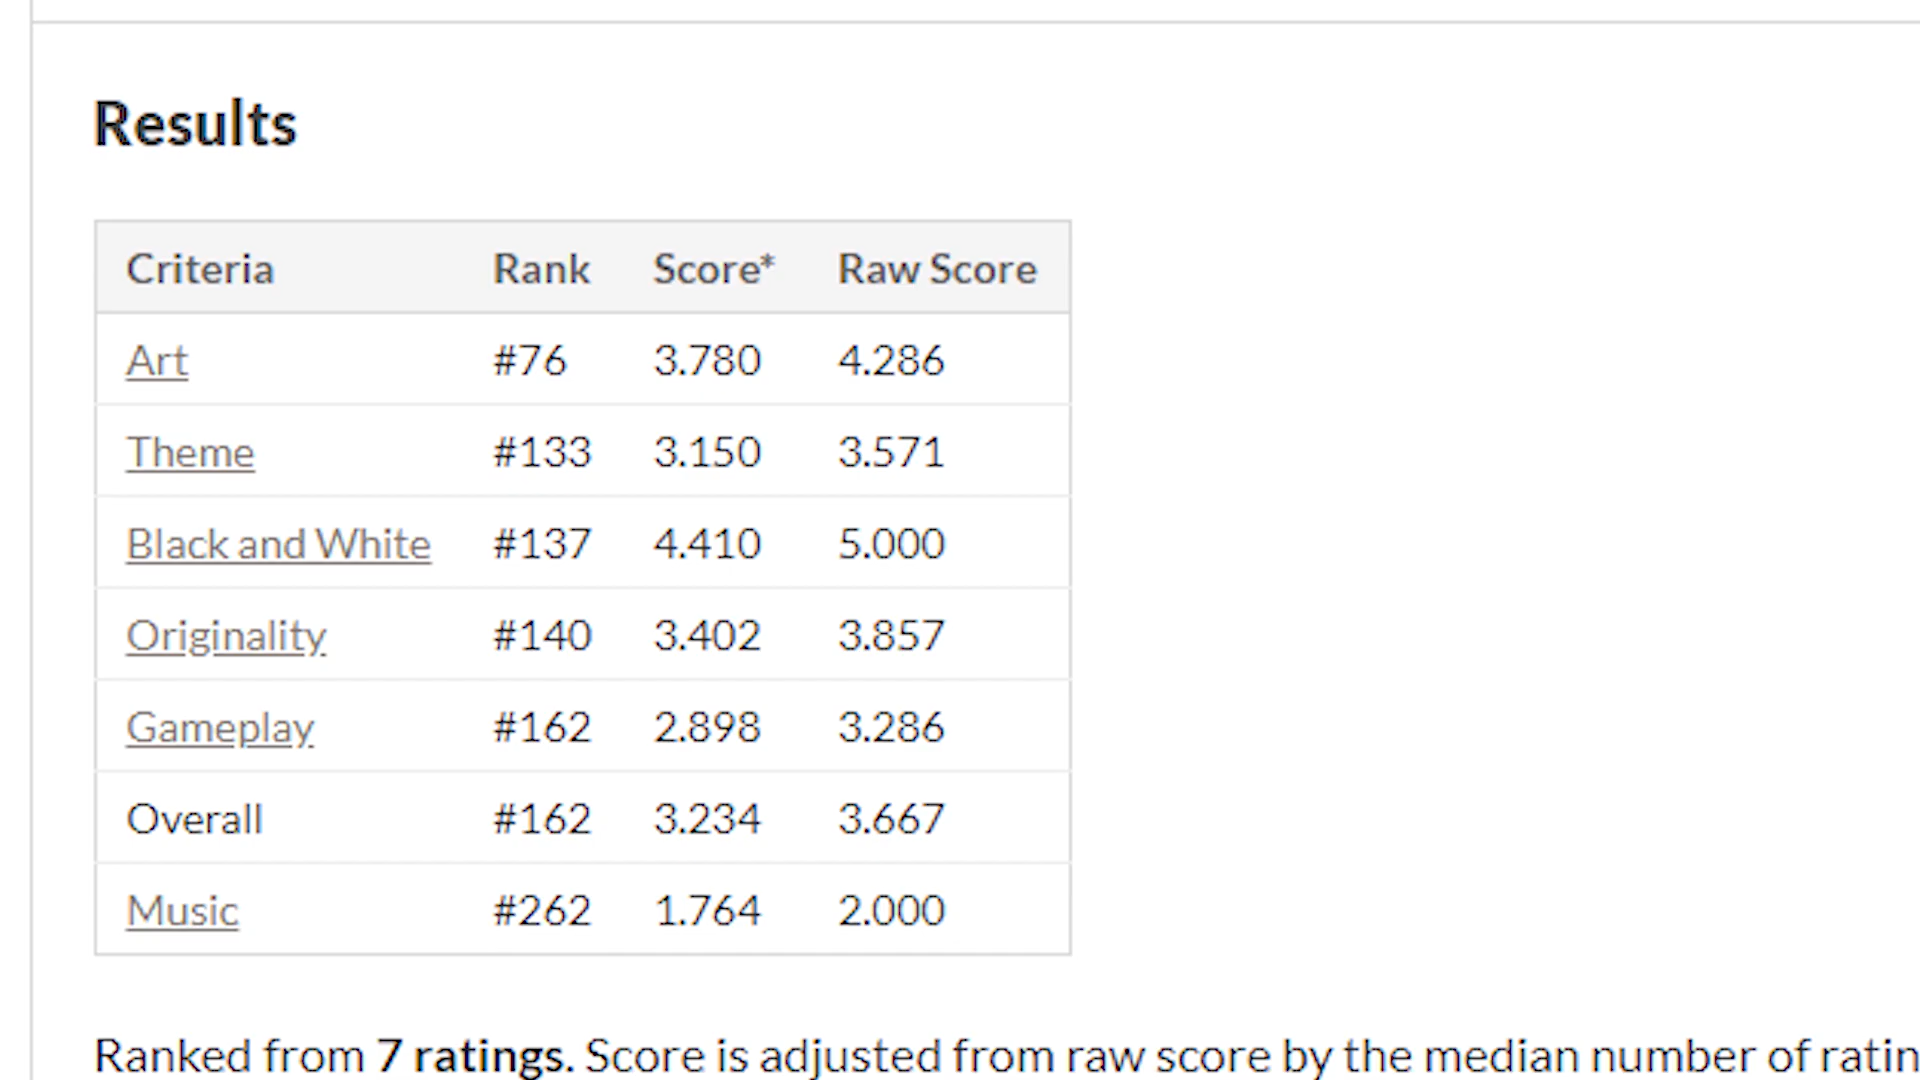 Results
Criteria Rank Score* Raw Score
Art #76 3.780 4.286
Theme #133 3.150 3.571
Black and White #137 4.410 5.000
Originality #140 3.402 3.857
Gameplay #162 2.898 3.286
Overall #162 3.234 3.667
Music #262 1.764 2.000
Ranked from 7 ratings. Score is adjusted from raw score by the median number of ratin